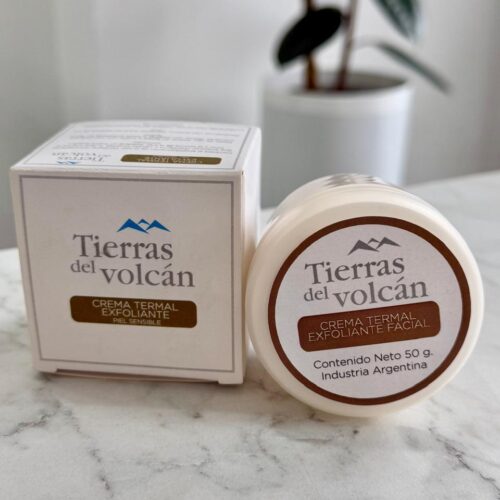 Tierras
del volcán
CREMA TERMAL
EXFOLIANTE
PIEL SENSIBLE
Tierras
del volcán
CREMA TERMAL
EXFOLIANTE FACIAL
Contenido Neto 50 g.
Industria Argentina